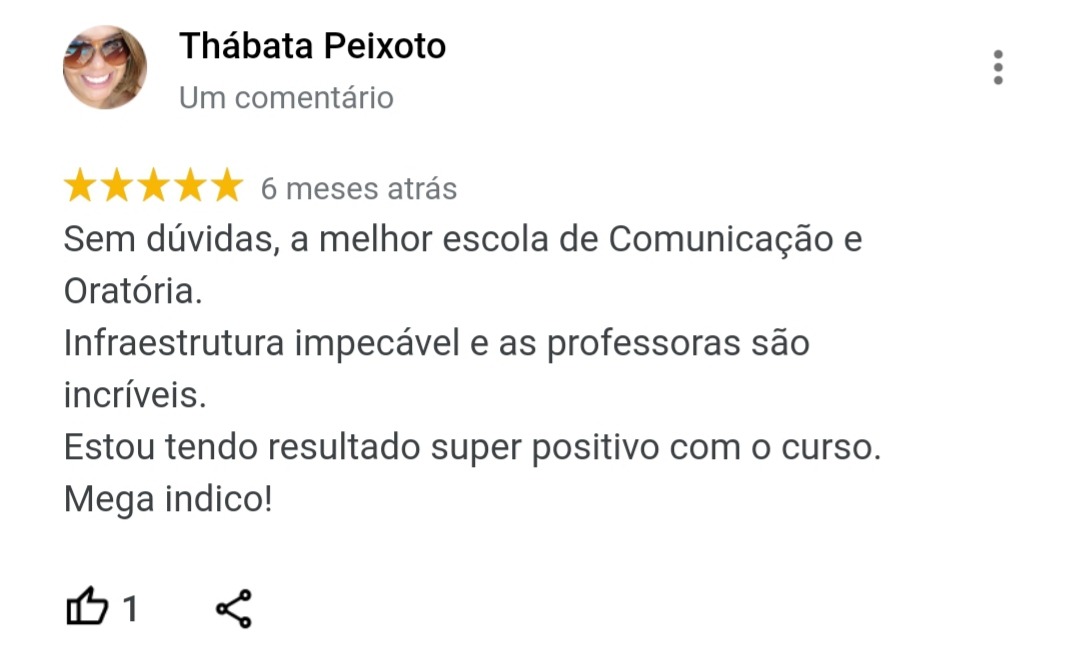 Thábata Peixoto
Um comentário
6 meses atrás
Sem dúvidas, a melhor escola de Comunicação e
Oratória.
Infraestrutura impecável e as professoras são
incríveis.
Estou tendo resultado super positivo com o curso.
Mega indico!
1